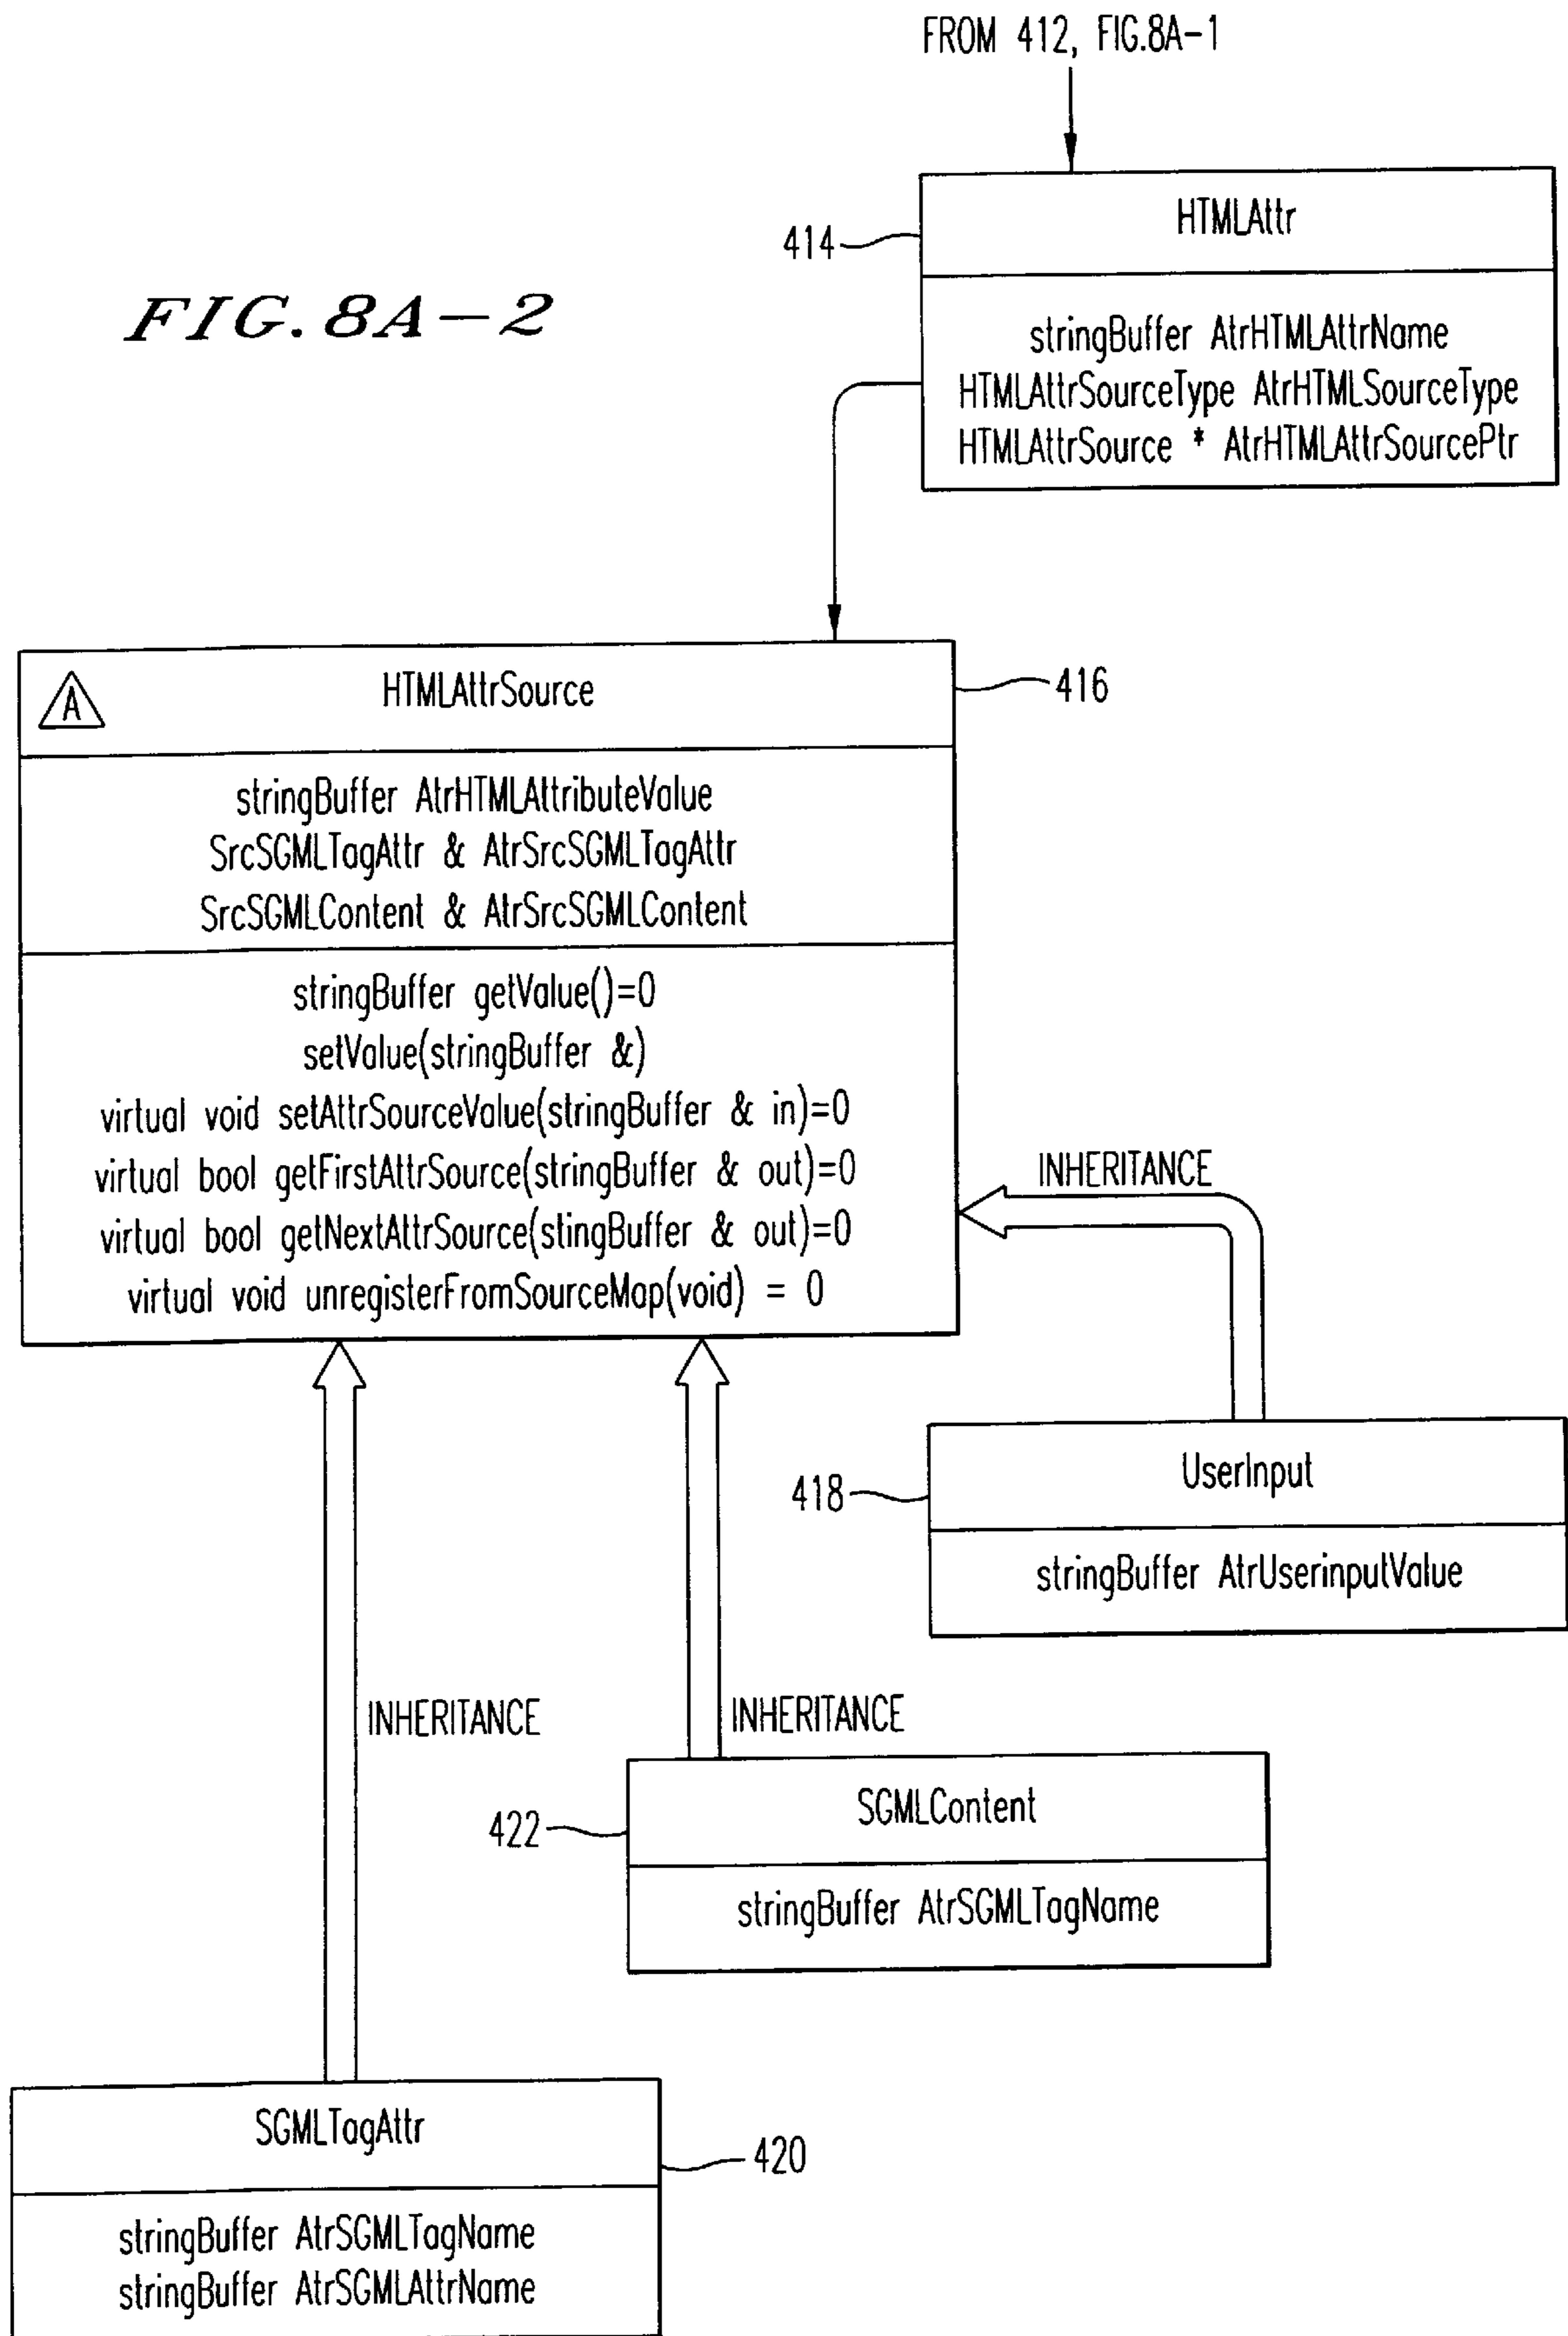 FROM 412, FIG.8A-1
414
HTMLAttr
FIG. 8A-2
stringBuffer AtrHTMLAttrName
HTMLAttrSourceType AtrHTMLSourceType
HTMLAttrSource * AtrHTMLAttrSourcePtr
A
HTMLAttrSource
416
stringBuffer AtrHTMLAttributeValue
SrcSGMLTagAttr & AtrSrcSGMLTagAttr
SrcSGMLContent & AtrSrcSGMLContent
stringBuffer getValue()=0
setValue(stringBuffer &)
virtual void setAttrSourceValue(stringBuffer & in)=0
virtual bool getFirstAttrSource(stringBuffer & out)=0
virtual bool getNextAttrSource(stingBuffer & out)=0
virtual void unregisterFromSourceMap(void) = 0
INHERITANCE
418
UserInput
stringBuffer AtrUserinputValue
INHERITANCE
INHERITANCE
422
SGMLContent
stringBuffer AtrSGMLTagName
SGMLTagAttr
420
stringBuffer AtrSGMLTagName
stringBuffer AtrSGMLAttrName